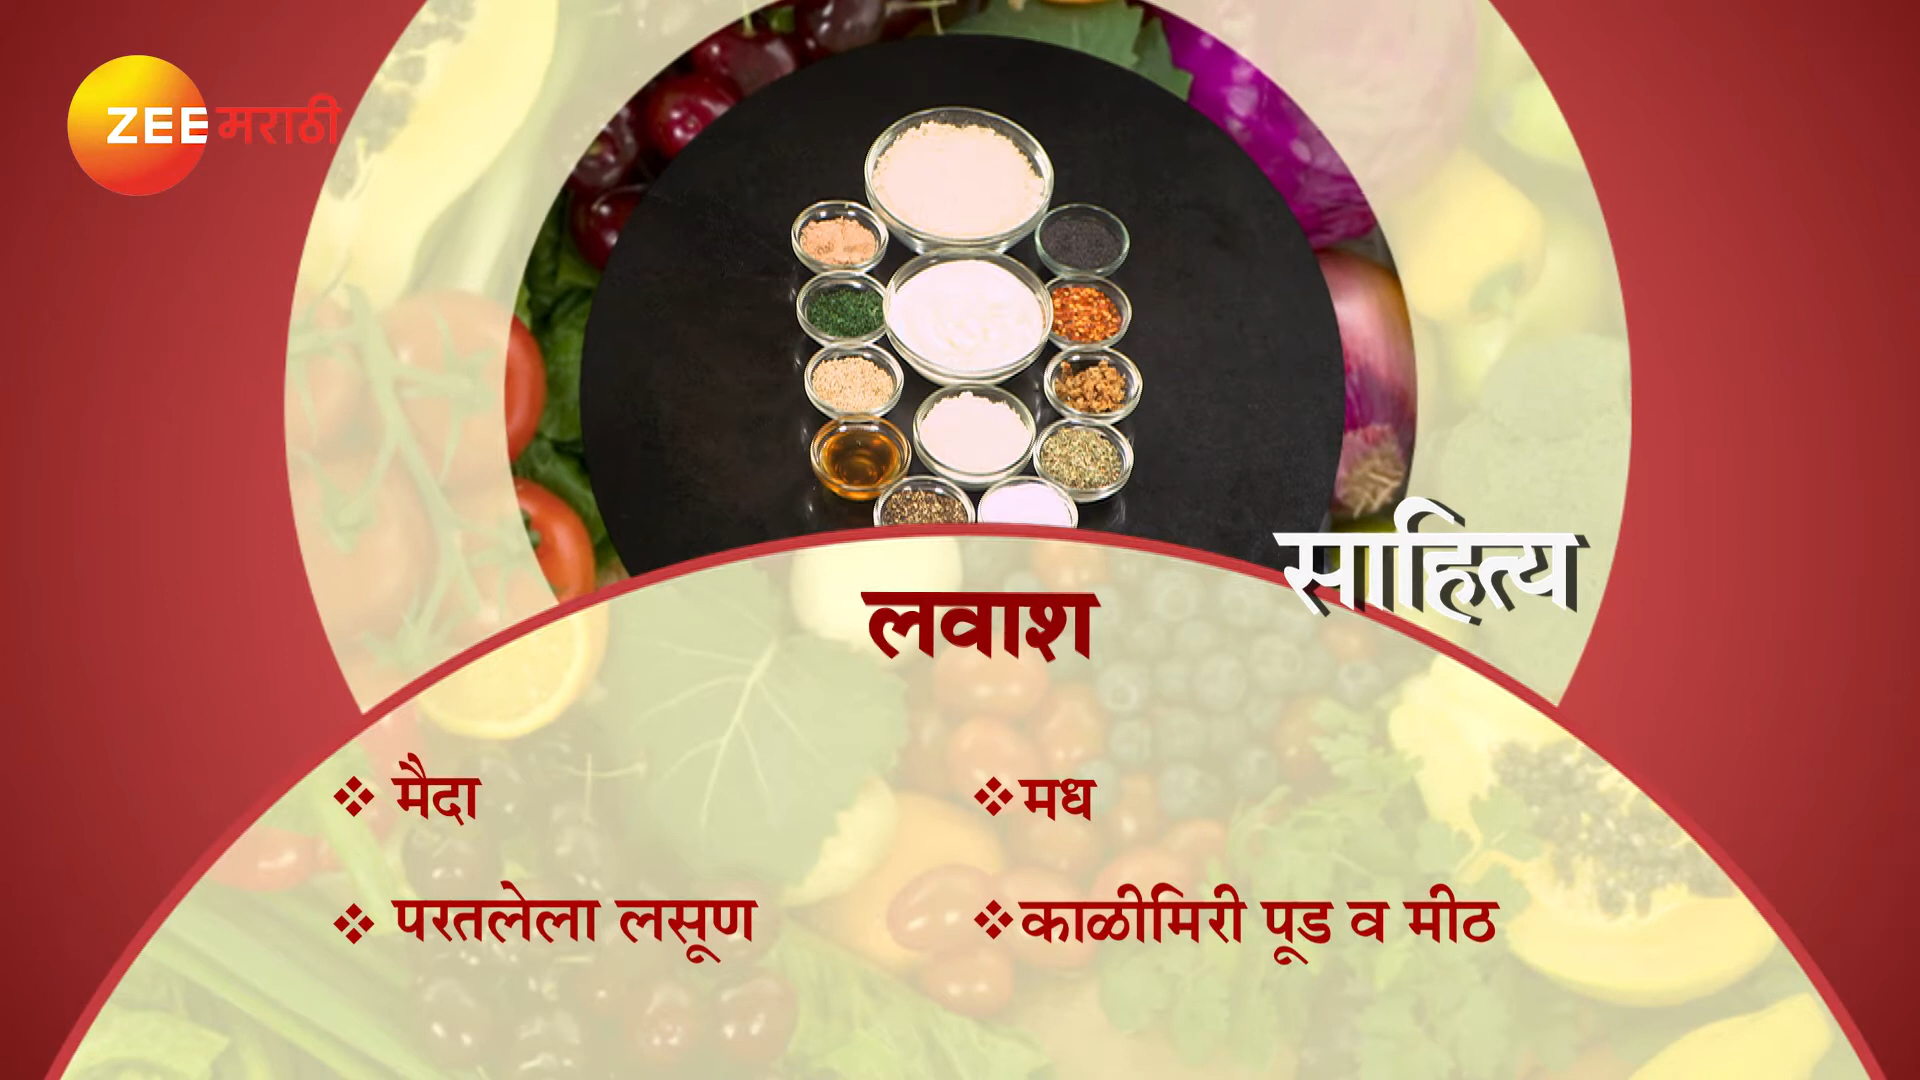 ZEE मराठी
साहित्य
लवाश
❖ मैदा
❖ मध
❖ परतलेला लसूण
❖ काळीमिरी पूड व मीठ